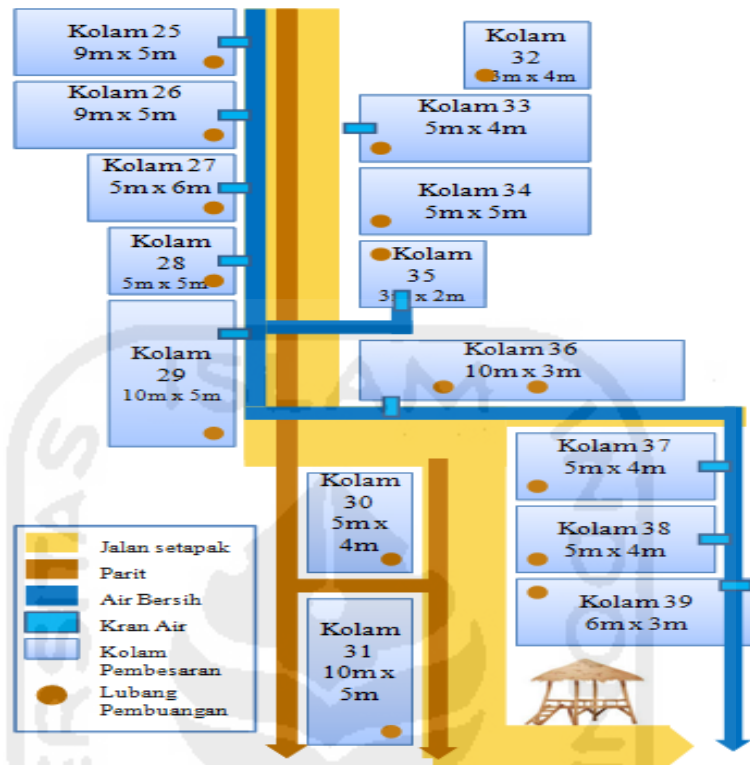 Kolam 25
9m x 5m
Kolam 26
9m x 5m
Kolam 27
5m x 6m
Kolam
28
5m x 5m
Kolam
29
10m x 5m
Kolam
32
3m x 4m
Kolam 33
5m x 4m
Kolam 34
5m x 5m
Kolam
35
x 2m
Kolam 36
10m x 3m
Kolam 37
5m x 4m
Kolam 38
5m x 4m
Kolam 39
6m x 3m
Kolam
30
5m x
4m
Kolam
31
10m x
5m
Jalan setapak
Parit
Air Bersih
Kran Air
Kolam
Pembesaran
Lubang
Pembuangan
ISLAM